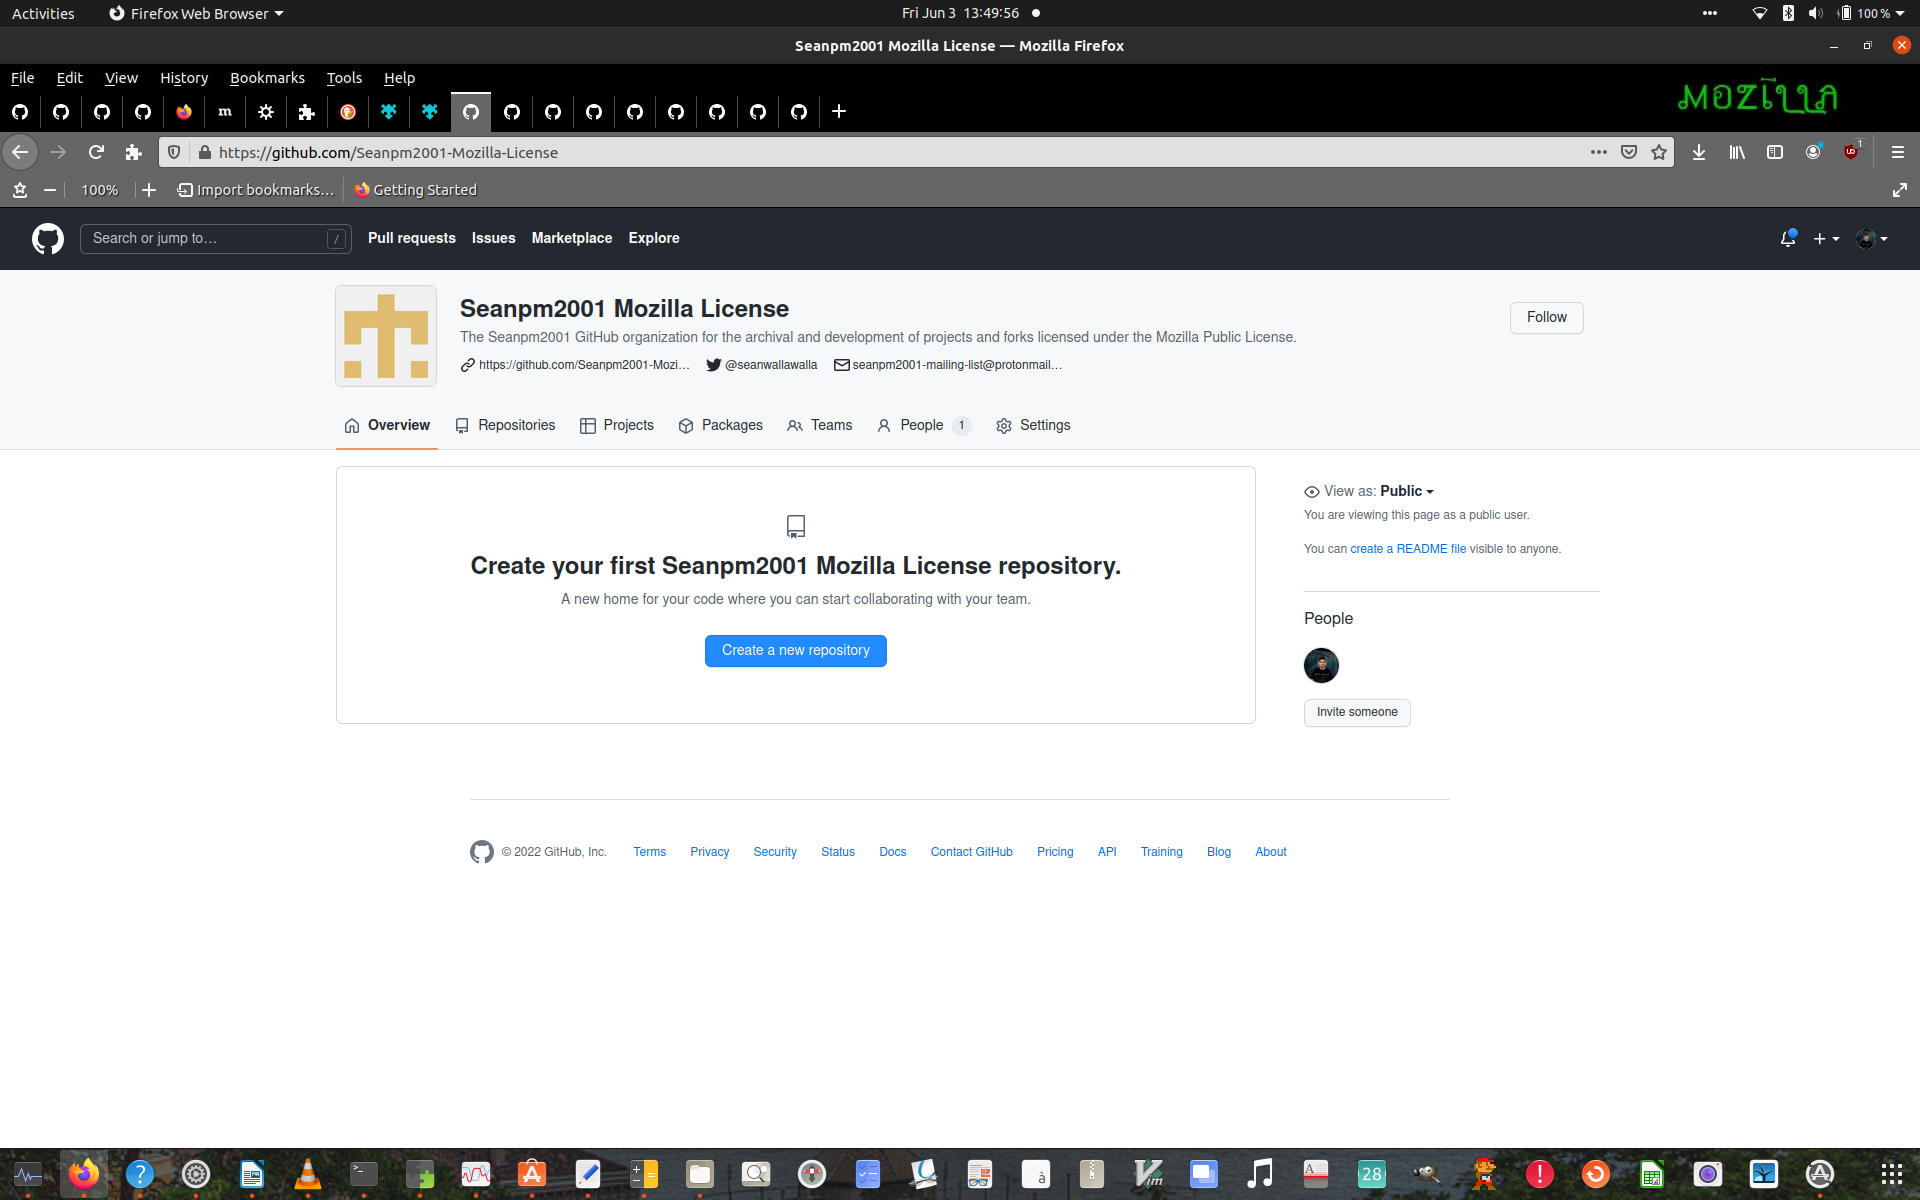 Activities
Firefox Web Browser
Fri Jun 3 13:49:56
100 %
Seanpm2001 Mozilla License — Mozilla Firefox
File Edit View History Bookmarks Tools Help
m
https://github.com/Seanpm2001-Mozilla-License
1
100%
Import bookmarks...
Getting Started
Search or jump to...
/
Pull requests Issues Marketplace Explore
Seanpm2001 Mozilla License
Follow
The Seanpm2001 GitHub organization for the archival and development of projects and forks licensed under the Mozilla Public License.
https://github.com/Seanpm2001-Mozi... @seanwallawalla seanpm2001-mailing-list@protonmail...
Overview Repositories Projects Packages Teams People 1 Settings
View as: Public
You are viewing this page as a public user.
You can create a README file visible to anyone.
Create your first Seanpm2001 Mozilla License repository.
A new home for your code where you can start collaborating with your team.
Create a new repository
People
Invite someone
© 2022 GitHub, Inc. Terms Privacy Security Status Docs Contact GitHub Pricing API Training Blog About
28